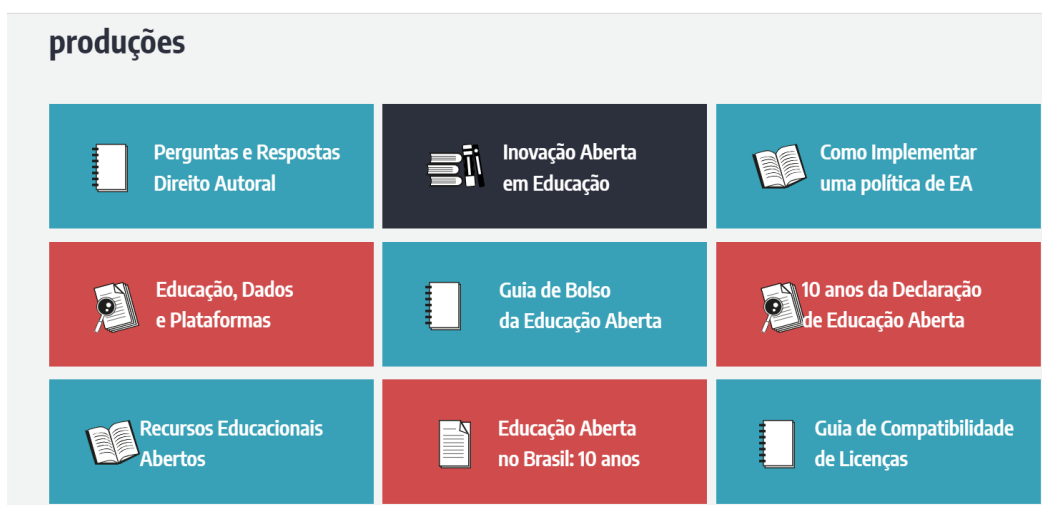 produções
Perguntas e Respostas
Direito Autoral
Inovação Aberta
em Educação
Como Implementar
uma política de EA
Educação, Dados
e Plataformas
Guia de Bolso
da Educação Aberta
10 anos da Declaração
de Educação Aberta
Recursos Educacionais
Abertos
Educação Aberta
no Brasil: 10 anos
Guia de Compatibilidade
de Licenças